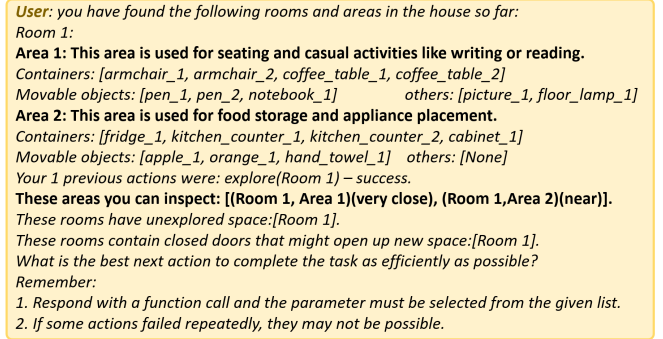 User: you have found the following rooms and areas in the house so far:
Room 1:
Area 1: This area is used for seating and casual activities like writing or reading.
Containers: [armchair_1, armchair_2, coffee_table_1, coffee_table_2]
Movable objects: [pen_1, pen_2, notebook_1] others: [picture_1, floor_lamp_1]
Area 2: This area is used for food storage and appliance placement.
Containers: [fridge_1, kitchen_counter_1, kitchen_counter_2, cabinet_1]
Movable objects: [apple_1, orange_1, hand_towel_1] others: [None]
Your 1 previous actions were: explore(Room 1) – success.
These areas you can inspect: [(Room 1, Area 1)(very close), (Room 1,Area 2)(near)].
These rooms have unexplored space:[Room 1].
These rooms contain closed doors that might open up new space:[Room 1].
What is the best next action to complete the task as efficiently as possible?
Remember:
1. Respond with a function call and the parameter must be selected from the given list.
2. If some actions failed repeatedly, they may not be possible.